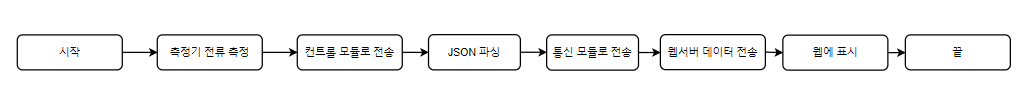 시작
측정기 전류 측정
컨트롤 모듈로 전송
JSON 파싱
통신 모듈로 전송
웹서버 데이터 전송
웹에 표시
끝